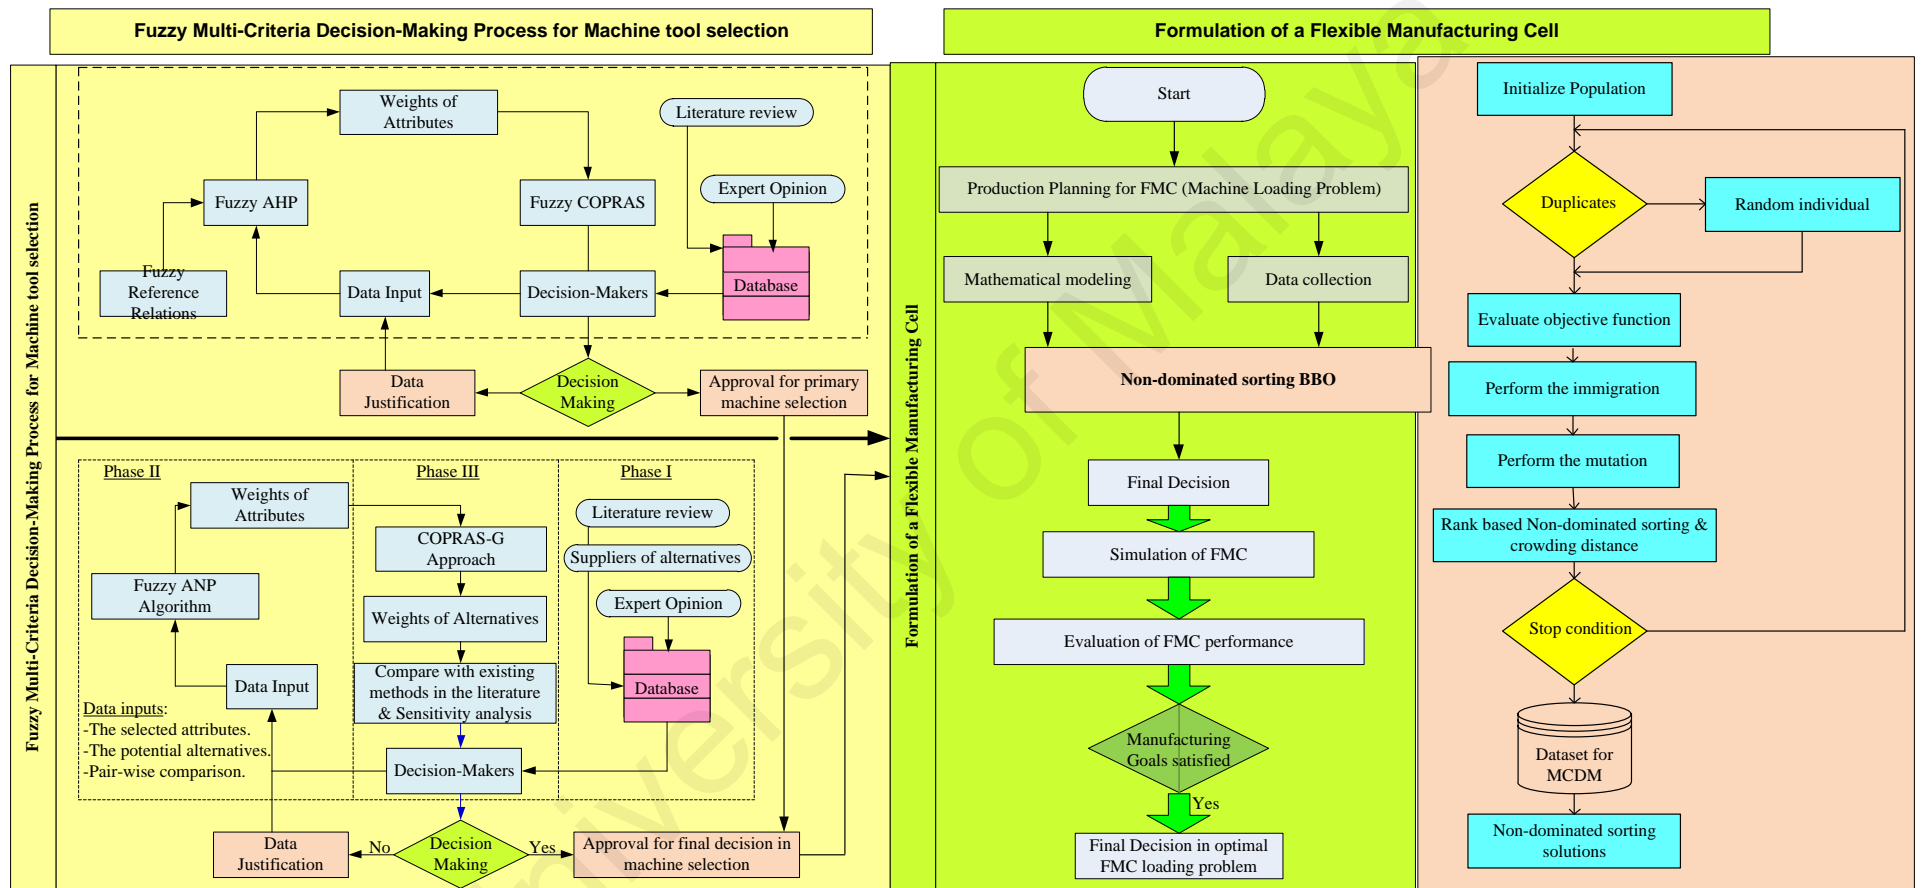 Fuzzy Multi-Criteria Decision-Making Process for Machine tool selection
Formulation of a Flexible Manufacturing Cell
Fuzzy Multi-Criteria Decision-Making Process for Machine tool selection
Weights of
Attributes
Literature review
Expert Opinion
Fuzzy AHP
Fuzzy COPRAS
Fuzzy
Reference
Relations
Data Input
Decision-Makers
Database
Data
Justification
Decision
Making
Approval for primary
machine selection
Phase II
Phase III
Phase I
Weights of
Attributes
Literature review
COPRAS-G
Approach
Suppliers of alternatives
Fuzzy ANP
Algorithm
Expert Opinion
Weights of Alternatives
Data Input
Compare with existing
methods in the literature
& Sensitivity analysis
Database
Data inputs:
-The selected attributes.
-The potential alternatives.
-Pair-wise comparison.
Decision-Makers
Data
Justification
No
Decision
Making
Yes
Approval for final decision in
machine selection
Formulation of a Flexible Manufacturing Cell
Start
Production Planning for FMC (Machine Loading Problem)
Mathematical modeling
Data collection
Non-dominated sorting BBO
Final Decision
Simulation of FMC
Evaluation of FMC performance
Manufacturing
Goals satisfied
Yes
Final Decision in optimal
FMC loading problem
Initialize Population
Duplicates
Random individual
Evaluate objective function
Perform the immigration
Perform the mutation
Rank based Non-dominated sorting &
crowding distance
Stop condition
Dataset for
MCDM
Non-dominated sorting
solutions
University of Malaya